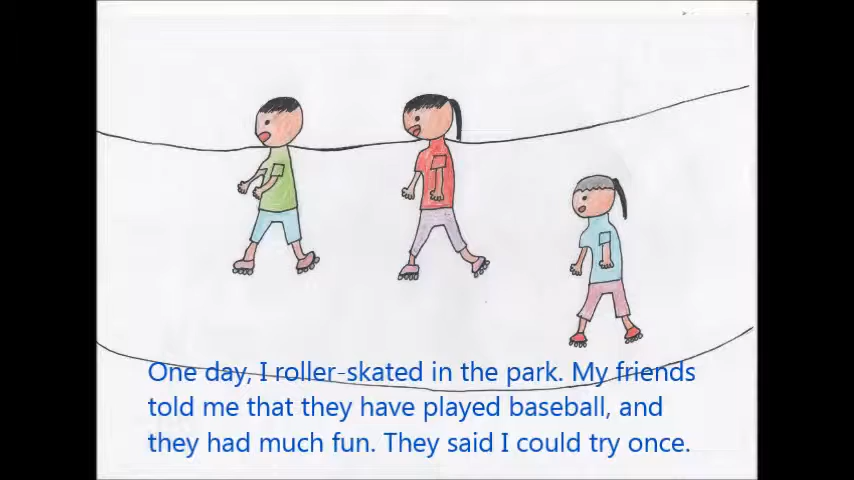 One day, I roller-skated in the park. My friends
told me that they have played baseball, and
they had much fun. They said I could try once.